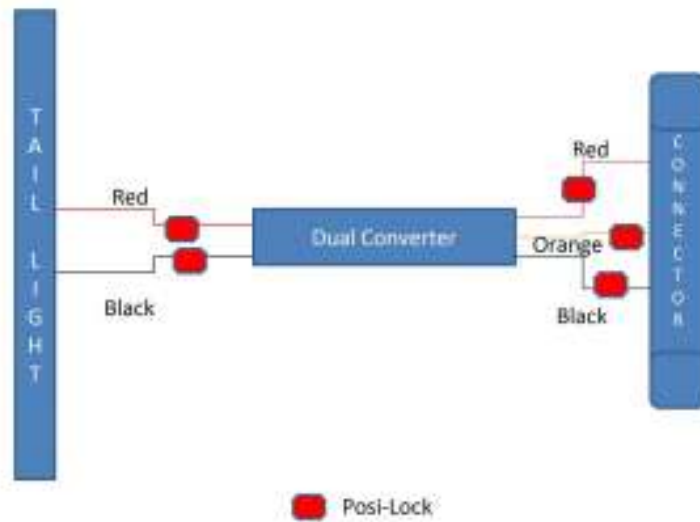 TAIL LIGHT
Red
Black
Dual Converter
Red
Orange
Black
CONNECTOR
Posi-Lock